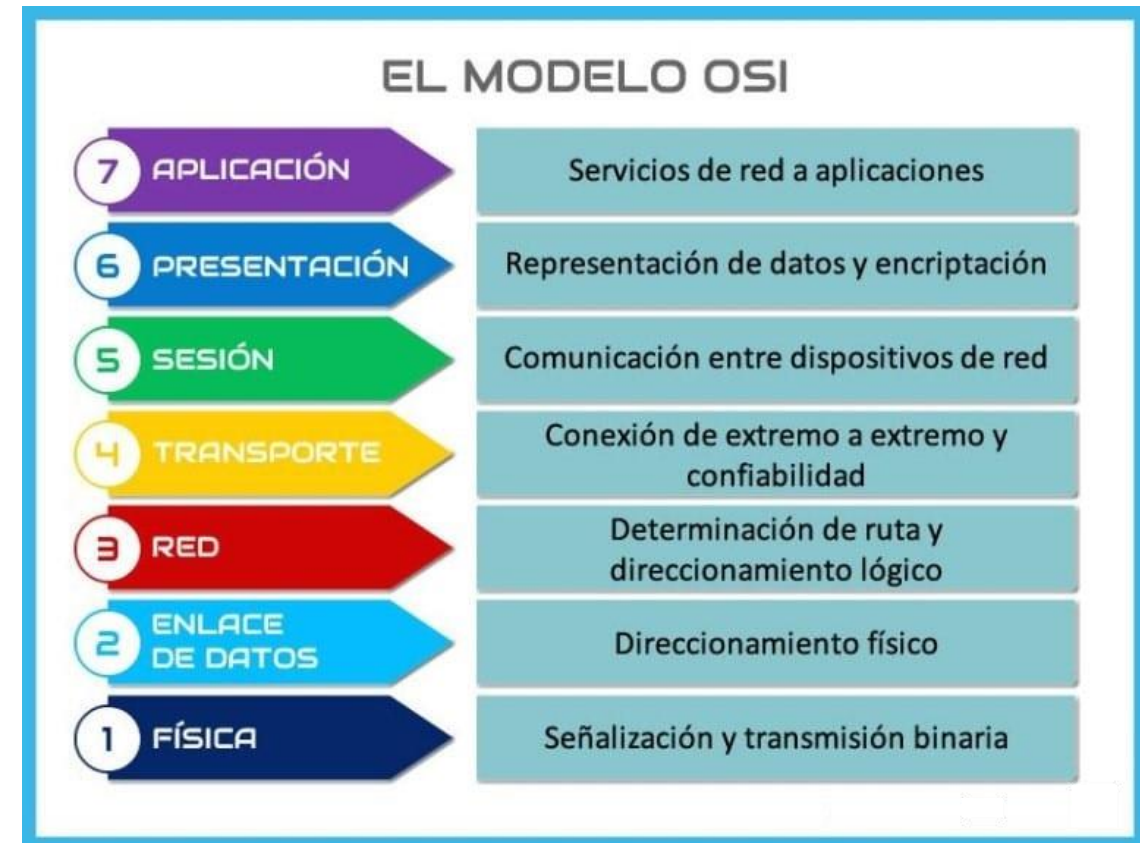 EL MODELO OSI
7 APLICACIÓN
Servicios de red a aplicaciones
6 PRESENTACIÓN
Representación de datos y encriptación
5 SESIÓN
Comunicación entre dispositivos de red
4 TRANSPORTE
Conexión de extremo a extremo y
confiabilidad
3 RED
Determinación de ruta y
direccionamiento lógico
2 ENLACE
DE DATOS
Direccionamiento físico
1 FÍSICA
Señalización y transmisión binaria